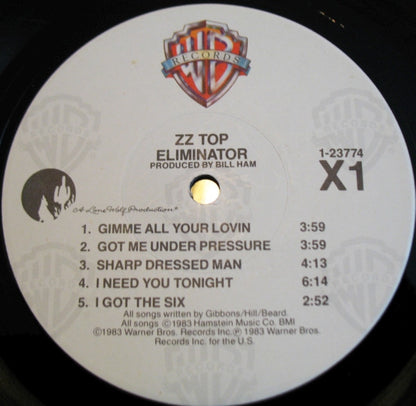 WB
RECORDS
ZZ TOP
ELIMINATOR
PRODUCED BY BILL HAM
1-23774
X1
A Lone Wolf Production*
1. GIMME ALL YOUR LOVIN 3:59
2. GOT ME UNDER PRESSURE 3:59
3. SHARP DRESSED MAN 4:13
4. I NEED YOU TONIGHT 6:14
5. I GOT THE SIX 2:52
All songs written by Gibbons/Hill/Beard
All songs ©1983 Hamstein Music Co. BMI
©1983 Warner Bros. Records Inc.℗ 1983 Warner Bros.
Records Inc. for the U.S.